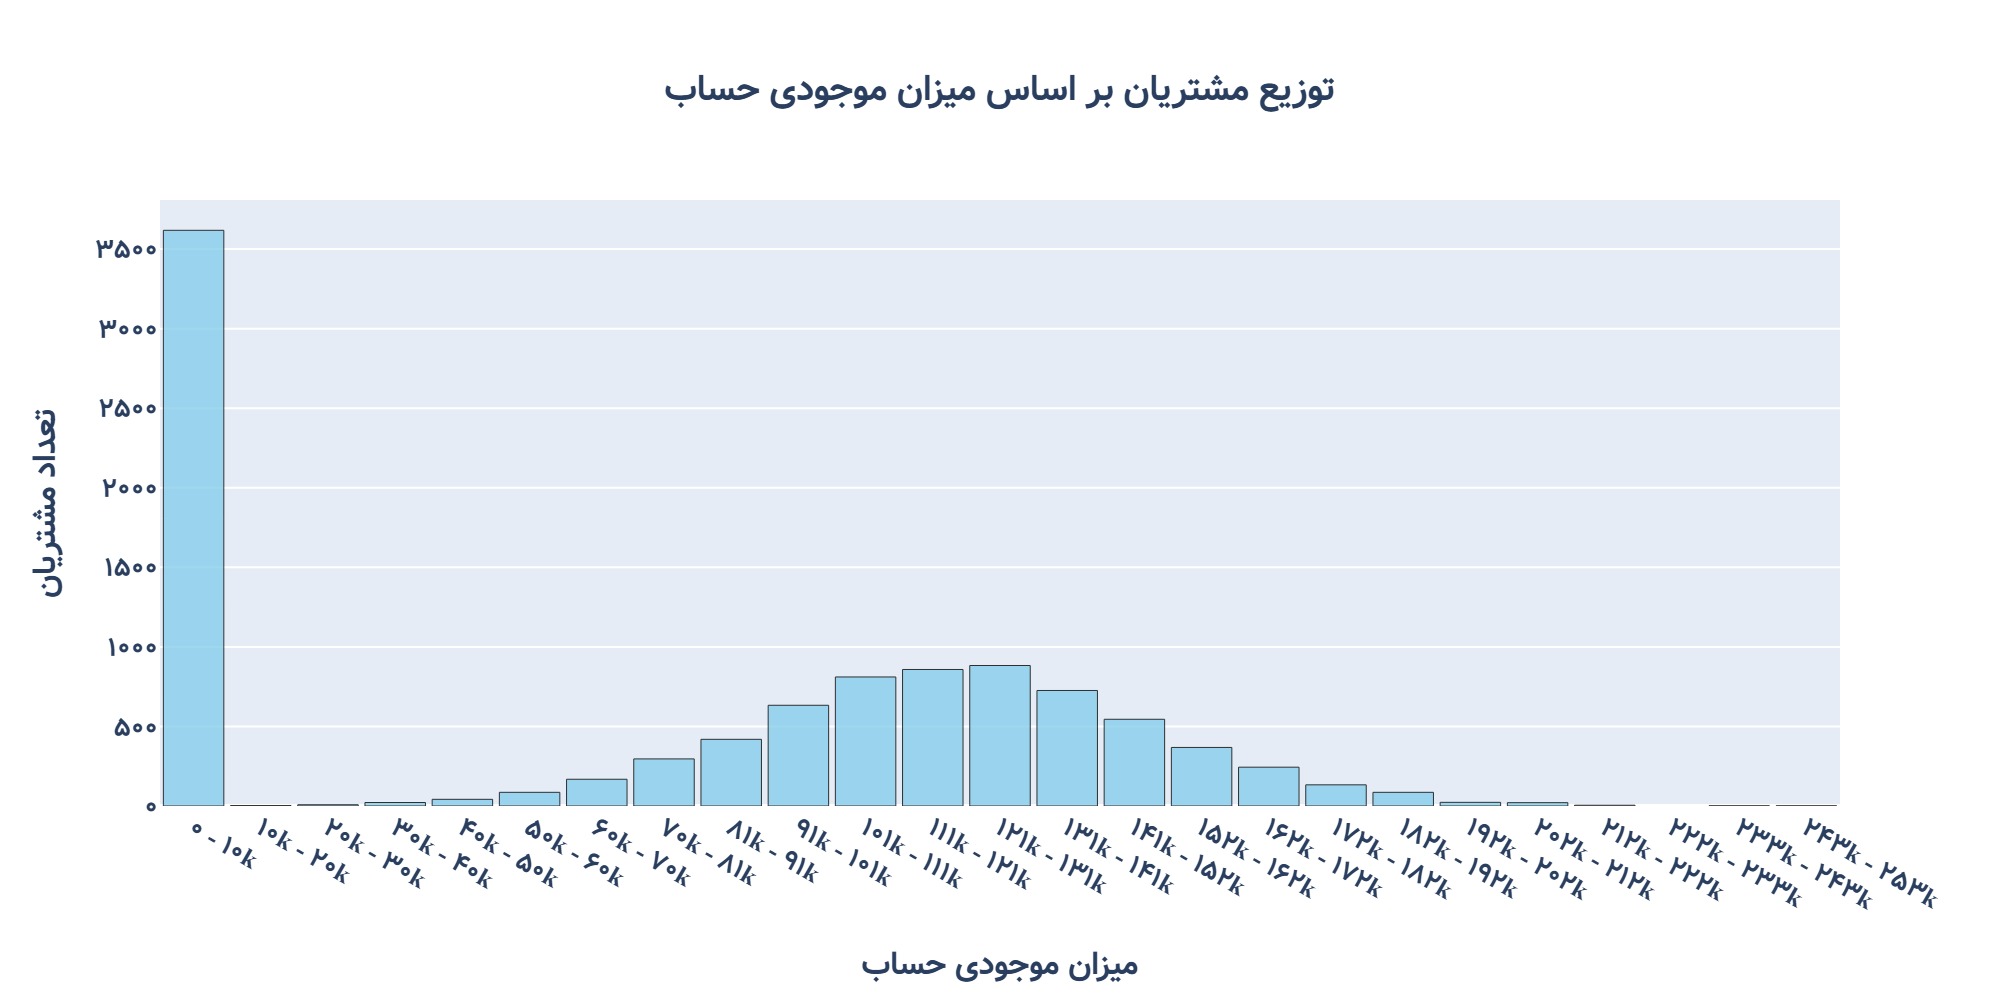 توزیع مشتریان بر اساس میزان موجودی حساب
تعداد مشتریان
۳۵۰۰
۳۰۰۰
۲۵۰۰
۲۰۰۰
۱۵۰۰
۱۰۰۰
۵۰۰
۰
۰ - ۱۰k
۱۰k - ۲۰k
۲۰k - ۳۰k
۳۰k - ۴۰k
۴۰k - ۵۰k
۵۰k - ۶۰k
۶۰k - ۷۰k
۷۰k - ۸۱k
۸۱k - ۹۱k
۹۱k - ۱۰۱k
۱۰۱k - ۱۱۱k
۱۱۱k - ۱۲۱k
۱۲۱k - ۱۳۱k
۱۳۱k - ۱۴۱k
۱۴۱k - ۱۵۲k
۱۵۲k - ۱۶۲k
۱۶۲k - ۱۷۲k
۱۷۲k - ۱۸۲k
۱۸۲k - ۱۹۲k
۱۹۲k - ۲۰۲k
۲۰۲k - ۲۱۲k
۲۱۲k - ۲۲۲k
۲۲۲k - ۲۳۳k
۲۳۳k - ۲۴۳k
۲۴۳k - ۲۵۳k
میزان موجودی حساب